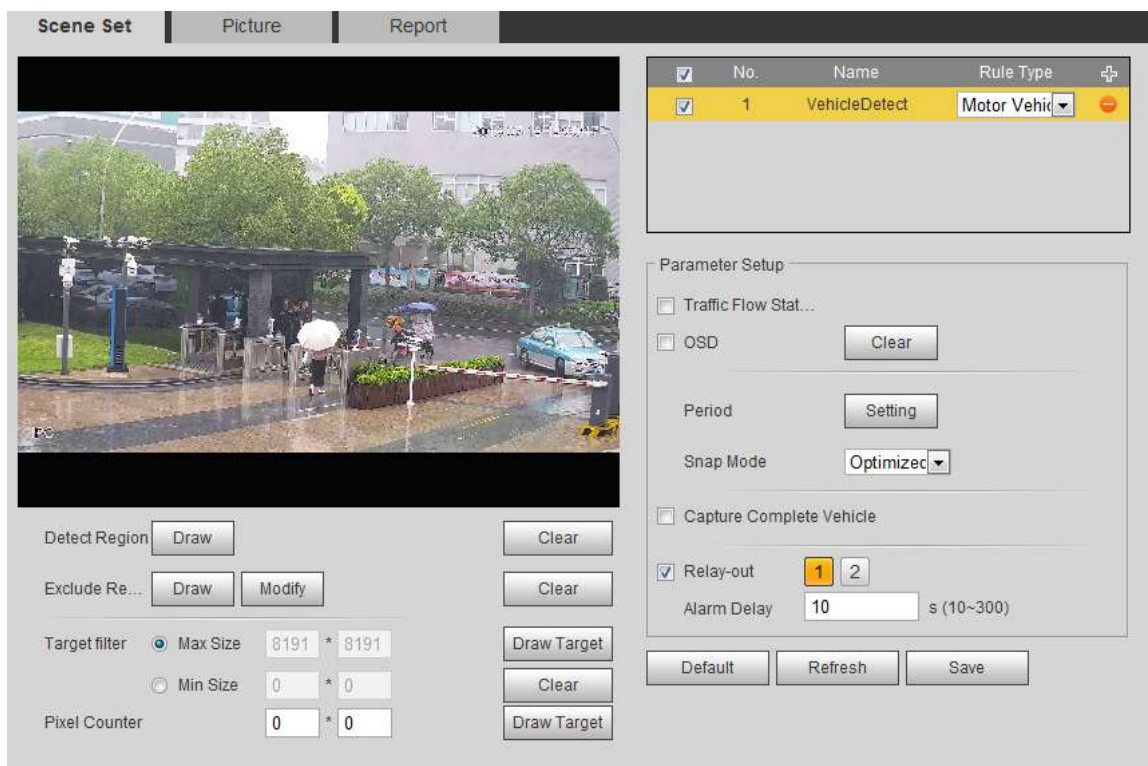 Scene Set Picture Report
No. Name Rule Type
1 VehicleDetect Motor Vehic
Parameter Setup
Traffic Flow Stat...
OSD Clear
Period Setting
Snap Mode Optimizec
Capture Complete Vehicle
Relay-out 1 2
Alarm Delay 10 s (10~300)
Default Refresh Save
Detect Region Draw Clear
Exclude Re... Draw Modify Clear
Target filter Max Size 8191 * 8191 Draw Target
Min Size 0 * 0 Clear
Pixel Counter 0 * 0 Draw Target